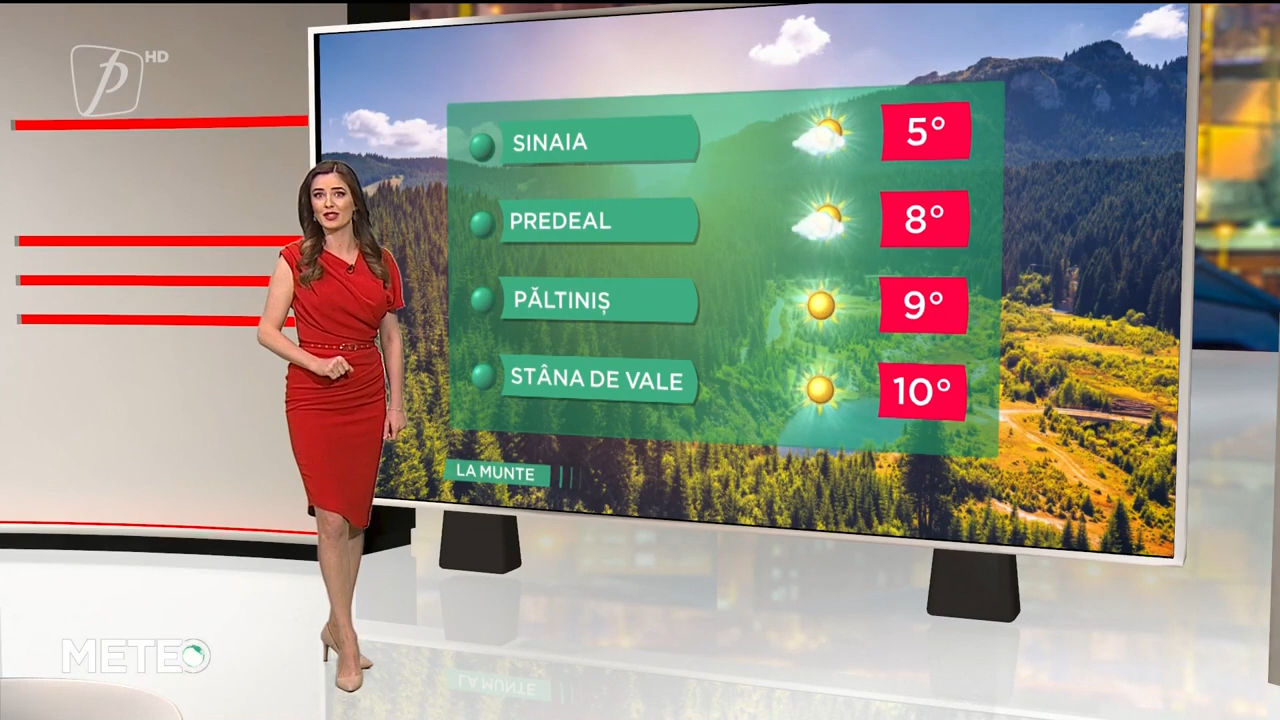 p HD
SINAIA 5°
PREDEAL 8°
PĂLTINIȘ 9°
STÂNA DE VALE 10°
LA MUNTE
METEO